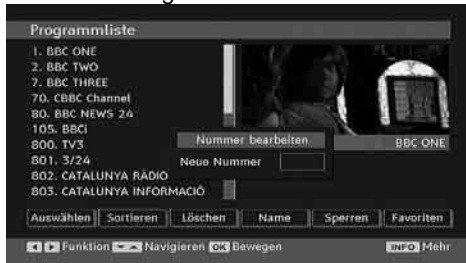 Programmliste
1. BBC ONE
2. BBC TWO
7. BBC THREE
70. CBBC Channel
80. BBC NEWS 24
105. BBCi
800. TV3
801. 3/24
802. CATALUNYA RÀDIO
803. CATALUNYA INFORMACIÓ
BBC ONE
Nummer bearbeiten
Neue Nummer
Auswählen Sortieren Löschen Name Sperren Favoriten
Funktion Navigieren OK Bewegen INFO Mehr